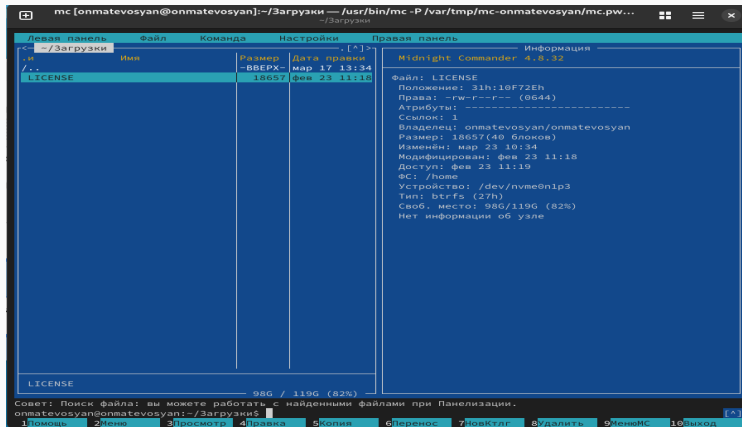 mc [onmatevosyan@onmatevosyan]:~/Загрузки — /usr/bin/mc -P /var/tmp/mc-onmatevosyan/mc.pw...
~/Загрузки
Левая панель Файл Команда Настройки Правая панель
<— ~/Загрузки .[^]>
.и Имя Размер Дата правки
/.. -ВВЕРХ- мар 17 13:34
LICENSE 18657 фев 23 11:18
LICENSE
98G / 119G (82%)
Информация
Midnight Commander 4.8.32
Файл: LICENSE
Положение: 31h:10F72Eh
Права: -rw-r--r-- (0644)
Атрибуты: --------------------------
Ссылок: 1
Владелец: onmatevosyan/onmatevosyan
Размер: 18657(40 блоков)
Изменён: мар 23 10:34
Модифицирован: фев 23 11:18
Доступ: фев 23 11:19
ФС: /home
Устройство: /dev/nvme0n1p3
Тип: btrfs (27h)
Своб. место: 98G/119G (82%)
Нет информации об узле
Совет: Поиск файла: вы можете работать с найденными файлами при Панелизации.
onmatevosyan@onmatevosyan:~/Загрузки$ [^]
1Помощь 2Меню 3Просмотр 4Правка 5Копия 6Перенос 7НовКтлг 8Удалить 9МенюМС 10Выход